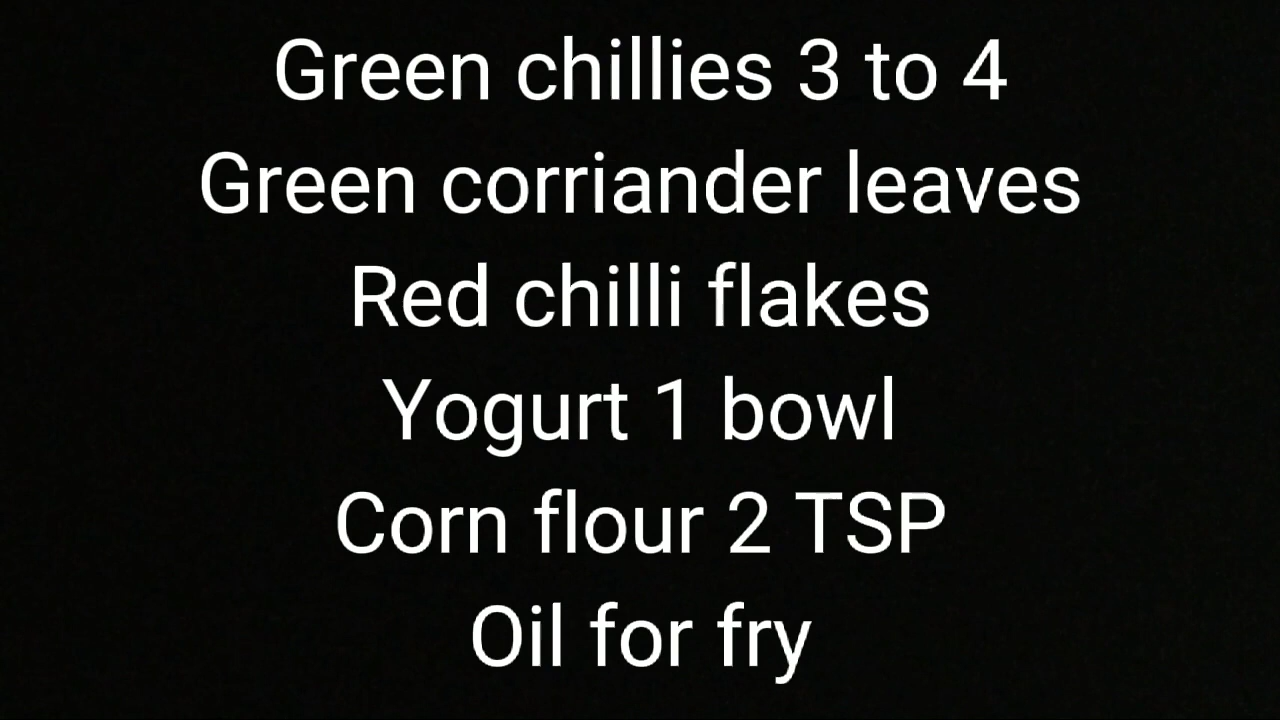 Green chillies 3 to 4
Green corriander leaves
Red chilli flakes
Yogurt 1 bowl
Corn flour 2 TSP
Oil for fry